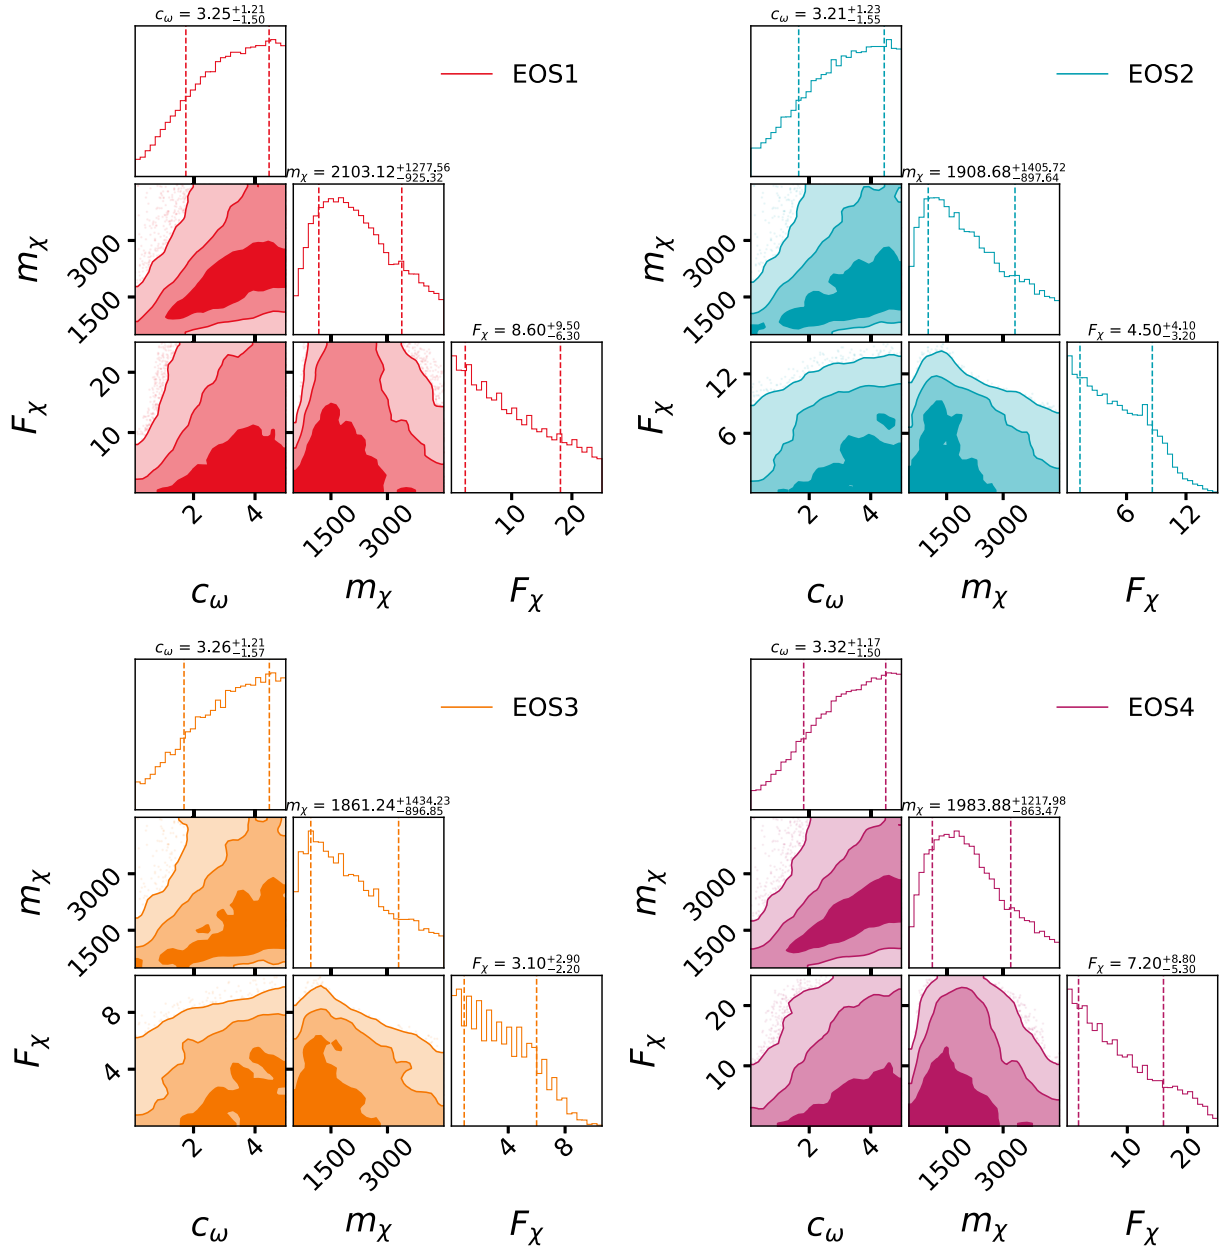 c_ω = 3.25^{+1.21}_{−1.50}
EOS1
m_χ = 2103.12^{+1277.56}_{−925.32}
m_χ
3000
1500
F_χ = 8.60^{+9.50}_{−6.30}
F_χ
20
10
2 4
1500 3000
10 20
c_ω m_χ F_χ
c_ω = 3.21^{+1.23}_{−1.55}
EOS2
m_χ = 1908.68^{+1405.72}_{−897.64}
m_χ
3000
1500
F_χ = 4.50^{+4.10}_{−3.20}
F_χ
12
6
2 4
1500 3000
6 12
c_ω m_χ F_χ
c_ω = 3.26^{+1.21}_{−1.57}
EOS3
m_χ = 1861.24^{+1434.23}_{−896.85}
m_χ
3000
1500
F_χ = 3.10^{+2.90}_{−2.20}
F_χ
8
4
2 4
1500 3000
4 8
c_ω m_χ F_χ
c_ω = 3.32^{+1.17}_{−1.50}
EOS4
m_χ = 1983.88^{+1217.98}_{−863.47}
m_χ
3000
1500
F_χ = 7.20^{+8.80}_{−5.30}
F_χ
20
10
2 4
1500 3000
10 20
c_ω m_χ F_χ